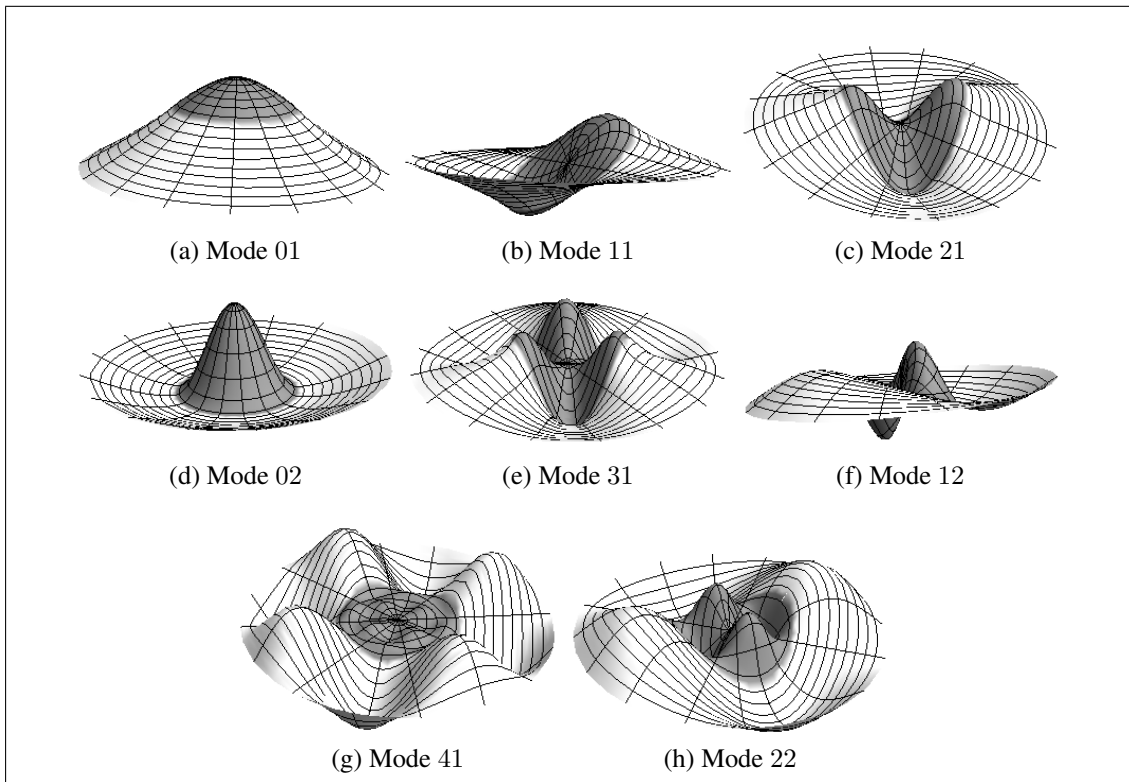 (a) Mode 01
(b) Mode 11
(c) Mode 21
(d) Mode 02
(e) Mode 31
(f) Mode 12
(g) Mode 41
(h) Mode 22